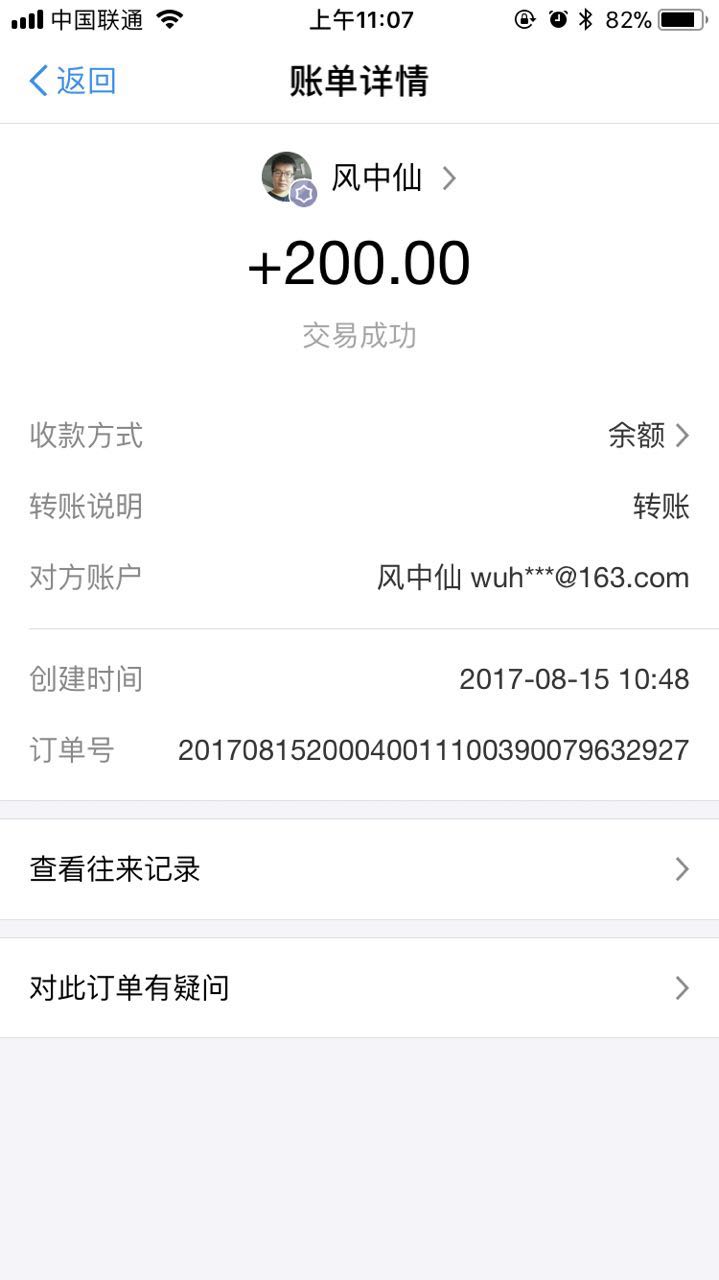 中国联通 上午11:07 82%
返回 账单详情
风中仙
+200.00
交易成功
收款方式 余额
转账说明 转账
对方账户 风中仙 wuh***@163.com
创建时间 2017-08-15 10:48
订单号 20170815200040011100390079632927
查看往来记录
对此订单有疑问